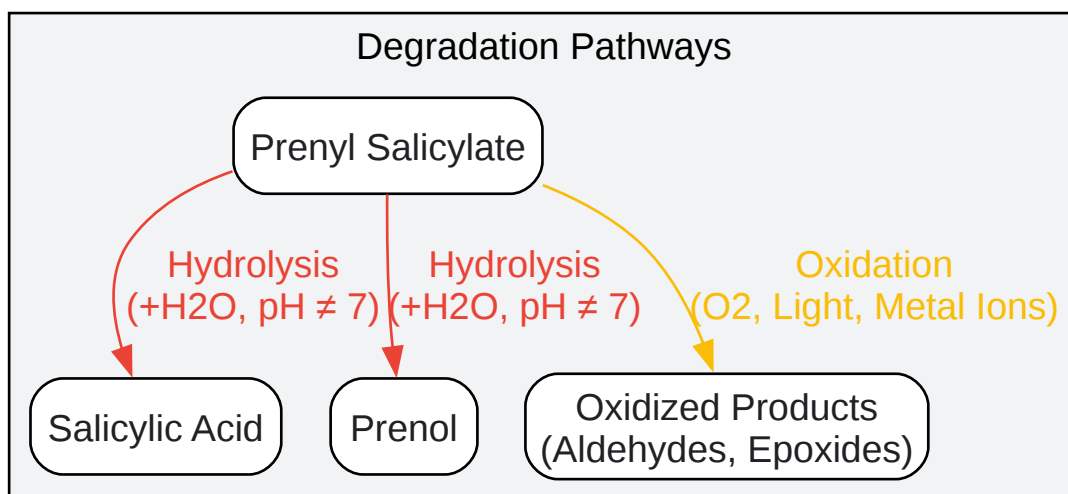 Degradation Pathways
Prenyl Salicylate
Hydrolysis
(+H2O, pH ≠ 7)
Hydrolysis
(+H2O, pH ≠ 7)
Oxidation
(O2, Light, Metal Ions)
Salicylic Acid
Prenol
Oxidized Products
(Aldehydes, Epoxides)